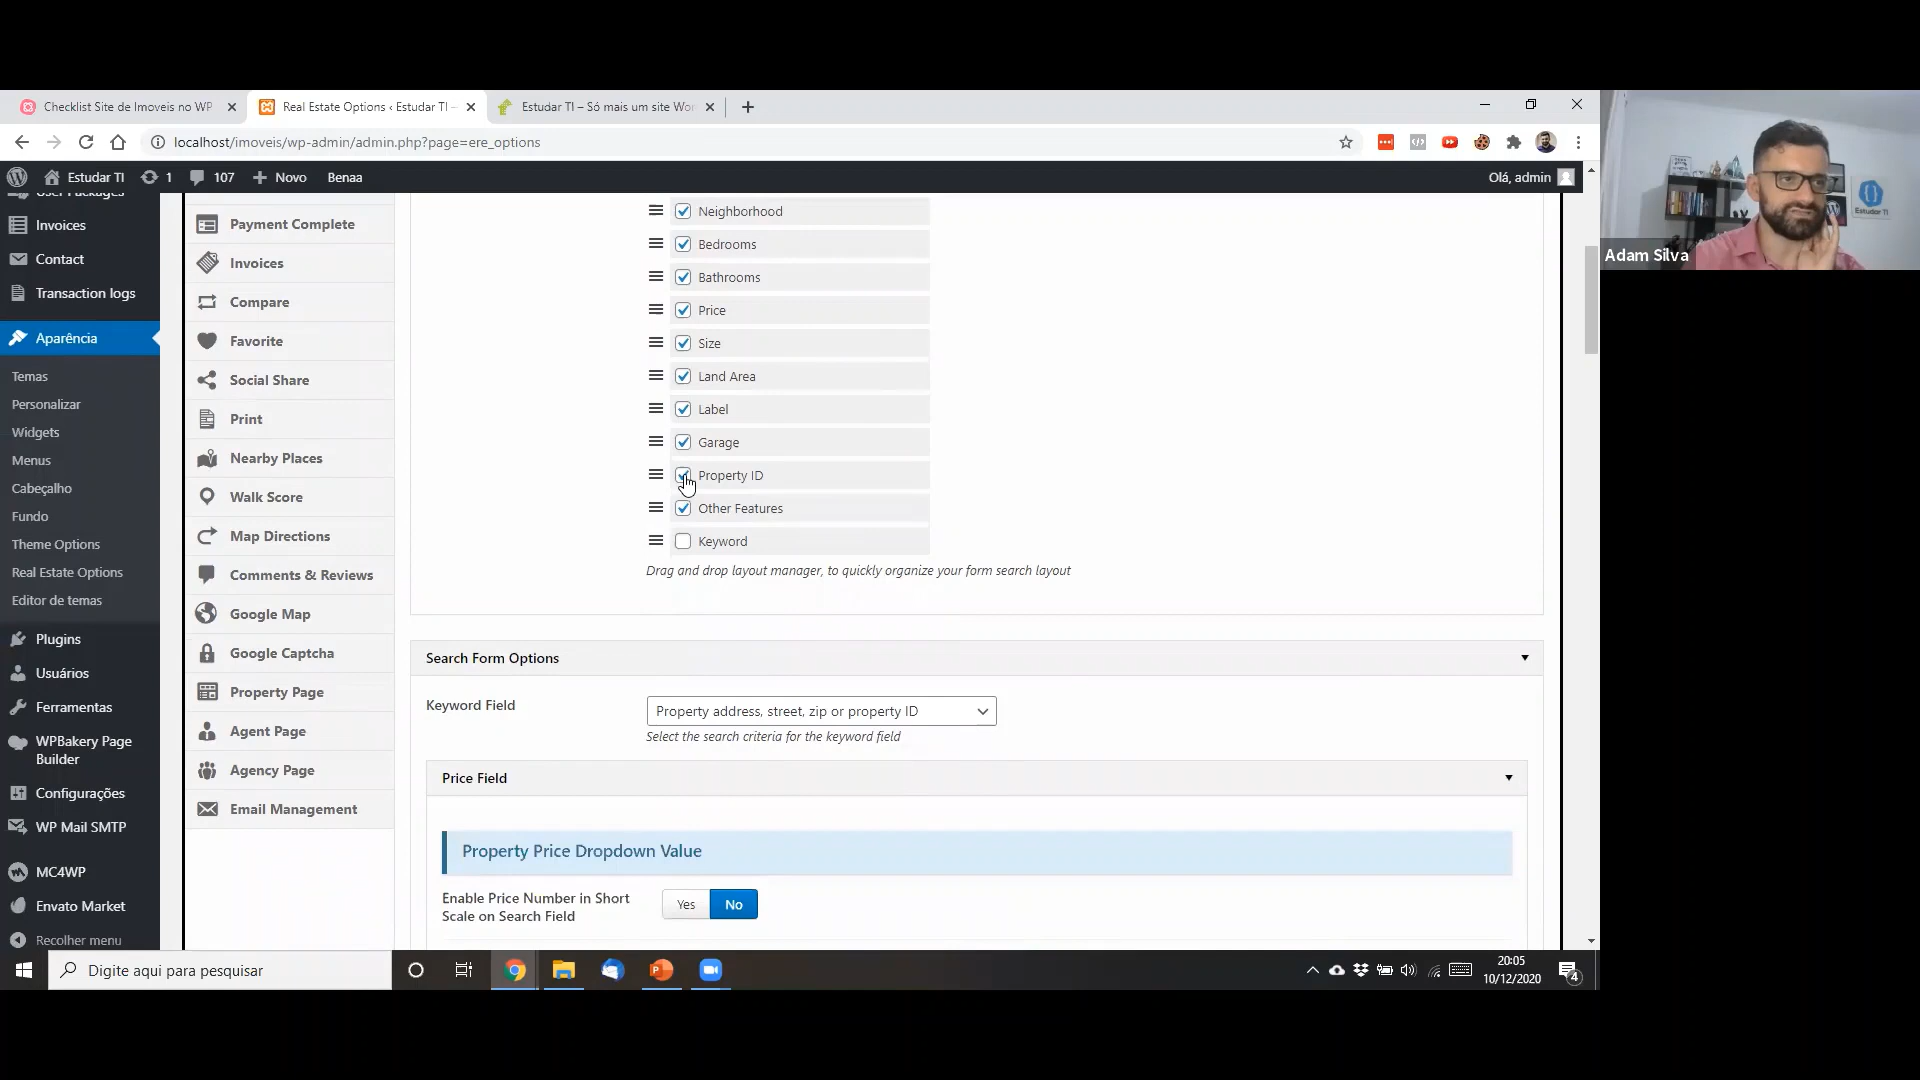 Checklist Site de Imoveis no WP
Real Estate Options ‹ Estudar TI –
Estudar TI – Só mais um site Wor
localhost/imoveis/wp-admin/admin.php?page=ere_options
Estudar TI
1
107
Novo
Benaa
Olá, admin
Adam Silva
Estudar TI
User Packages
Invoices
Contact
Transaction logs
Aparência
Temas
Personalizar
Widgets
Menus
Cabeçalho
Fundo
Theme Options
Real Estate Options
Editor de temas
Plugins
Usuários
Ferramentas
WPBakery Page
Builder
Configurações
WP Mail SMTP
MC4WP
Envato Market
Recolher menu
Payment Complete
Invoices
Compare
Favorite
Social Share
Print
Nearby Places
Walk Score
Map Directions
Comments & Reviews
Google Map
Google Captcha
Property Page
Agent Page
Agency Page
Email Management
Neighborhood
Bedrooms
Bathrooms
Price
Size
Land Area
Label
Garage
Property ID
Other Features
Keyword
Drag and drop layout manager, to quickly organize your form search layout
Search Form Options
Keyword Field
Property address, street, zip or property ID
Select the search criteria for the keyword field
Price Field
Property Price Dropdown Value
Enable Price Number in Short
Scale on Search Field
Yes
No
Digite aqui para pesquisar
20:05
10/12/2020
4